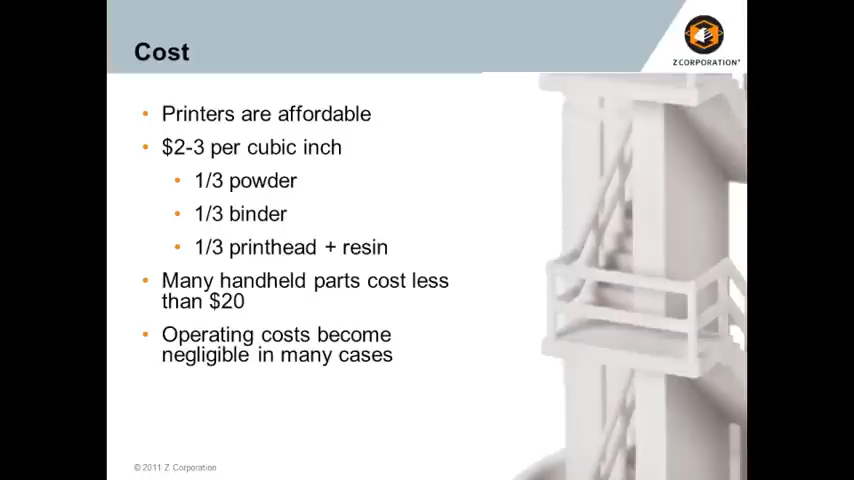 Cost
Z CORPORATION
• Printers are affordable
• $2-3 per cubic inch
• 1/3 powder
• 1/3 binder
• 1/3 printhead + resin
• Many handheld parts cost less
than $20
• Operating costs become
negligible in many cases
© 2011 Z Corporation